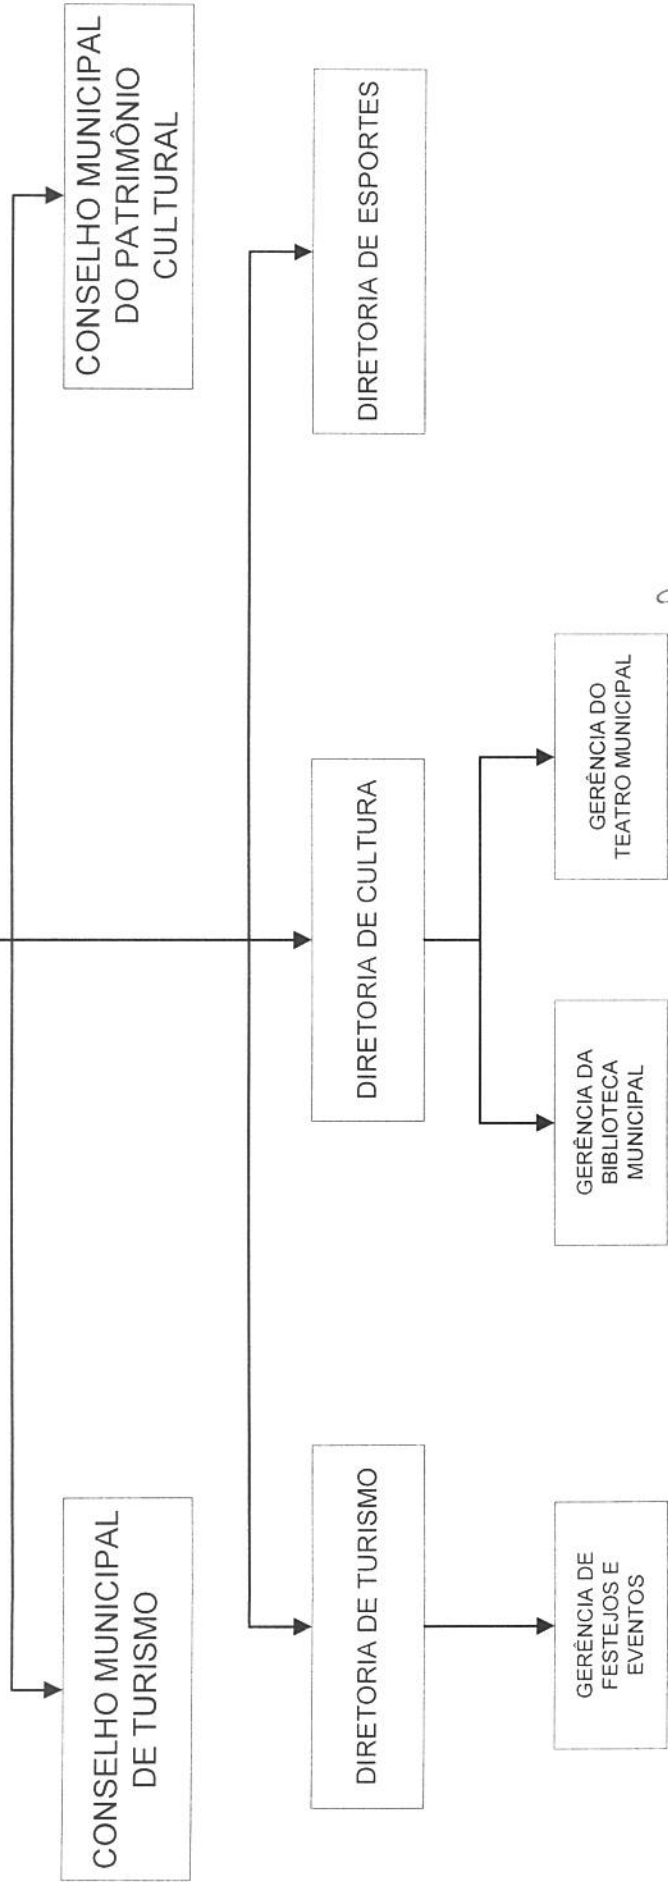 CONSELHO MUNICIPAL
DE TURISMO
CONSELHO MUNICIPAL
DO PATRIMÔNIO
CULTURAL
DIRETORIA DE TURISMO
DIRETORIA DE CULTURA
DIRETORIA DE ESPORTES
GERÊNCIA DE
FESTEJOS E
EVENTOS
GERÊNCIA DA
BIBLIOTECA
MUNICIPAL
GERÊNCIA DO
TEATRO MUNICIPAL